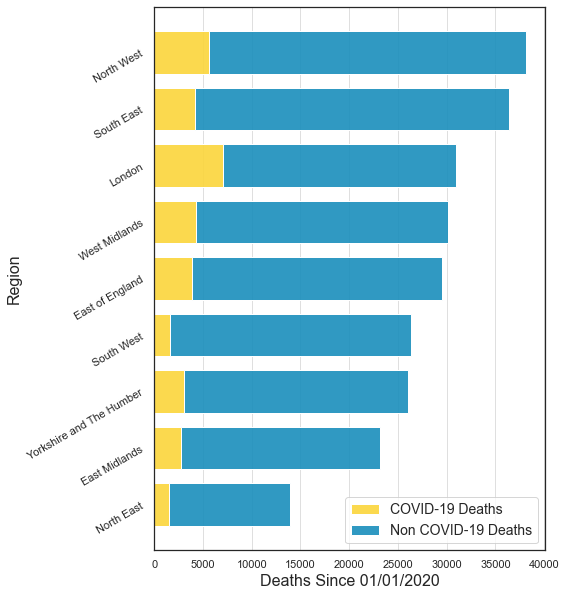 Region
North West
South East
London
West Midlands
East of England
South West
Yorkshire and The Humber
East Midlands
North East
COVID-19 Deaths
Non COVID-19 Deaths
0 5000 10000 15000 20000 25000 30000 35000 40000
Deaths Since 01/01/2020